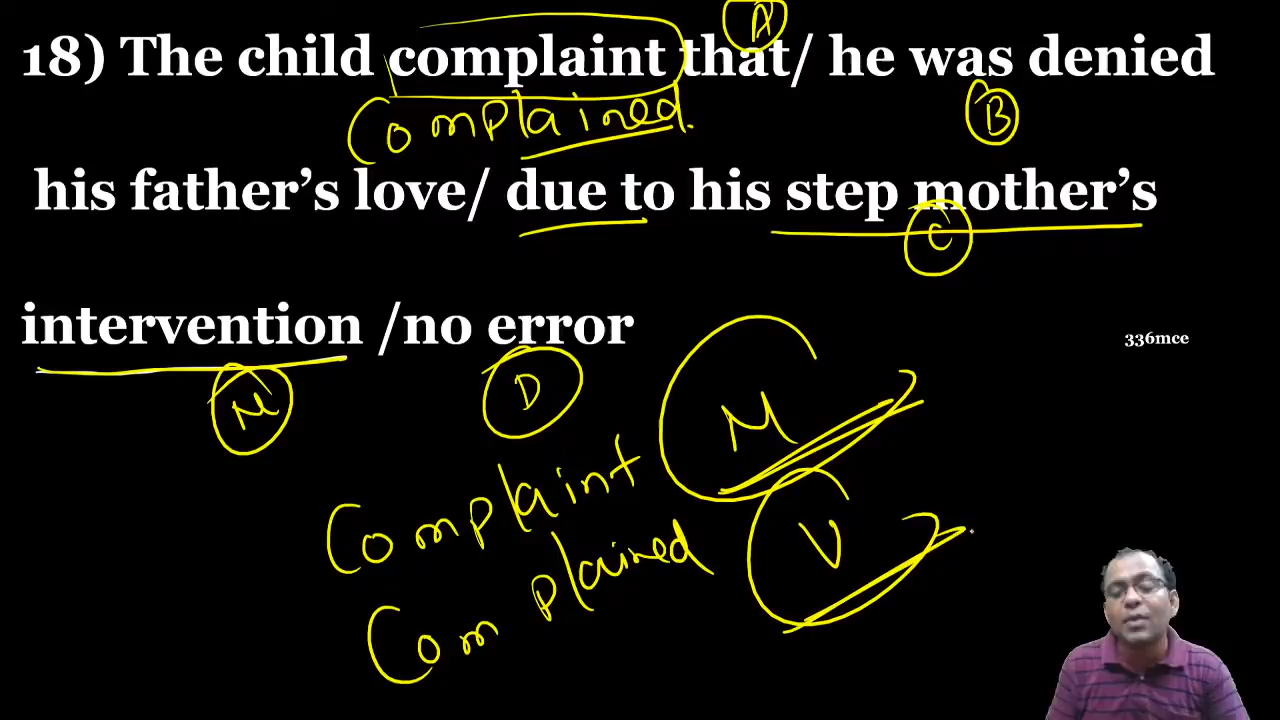 A
18) The child complaint that/ he was denied
complained.
B
his father's love/ due to his step mother's
C
intervention /no error
336mce
N D
complaint N
complained V